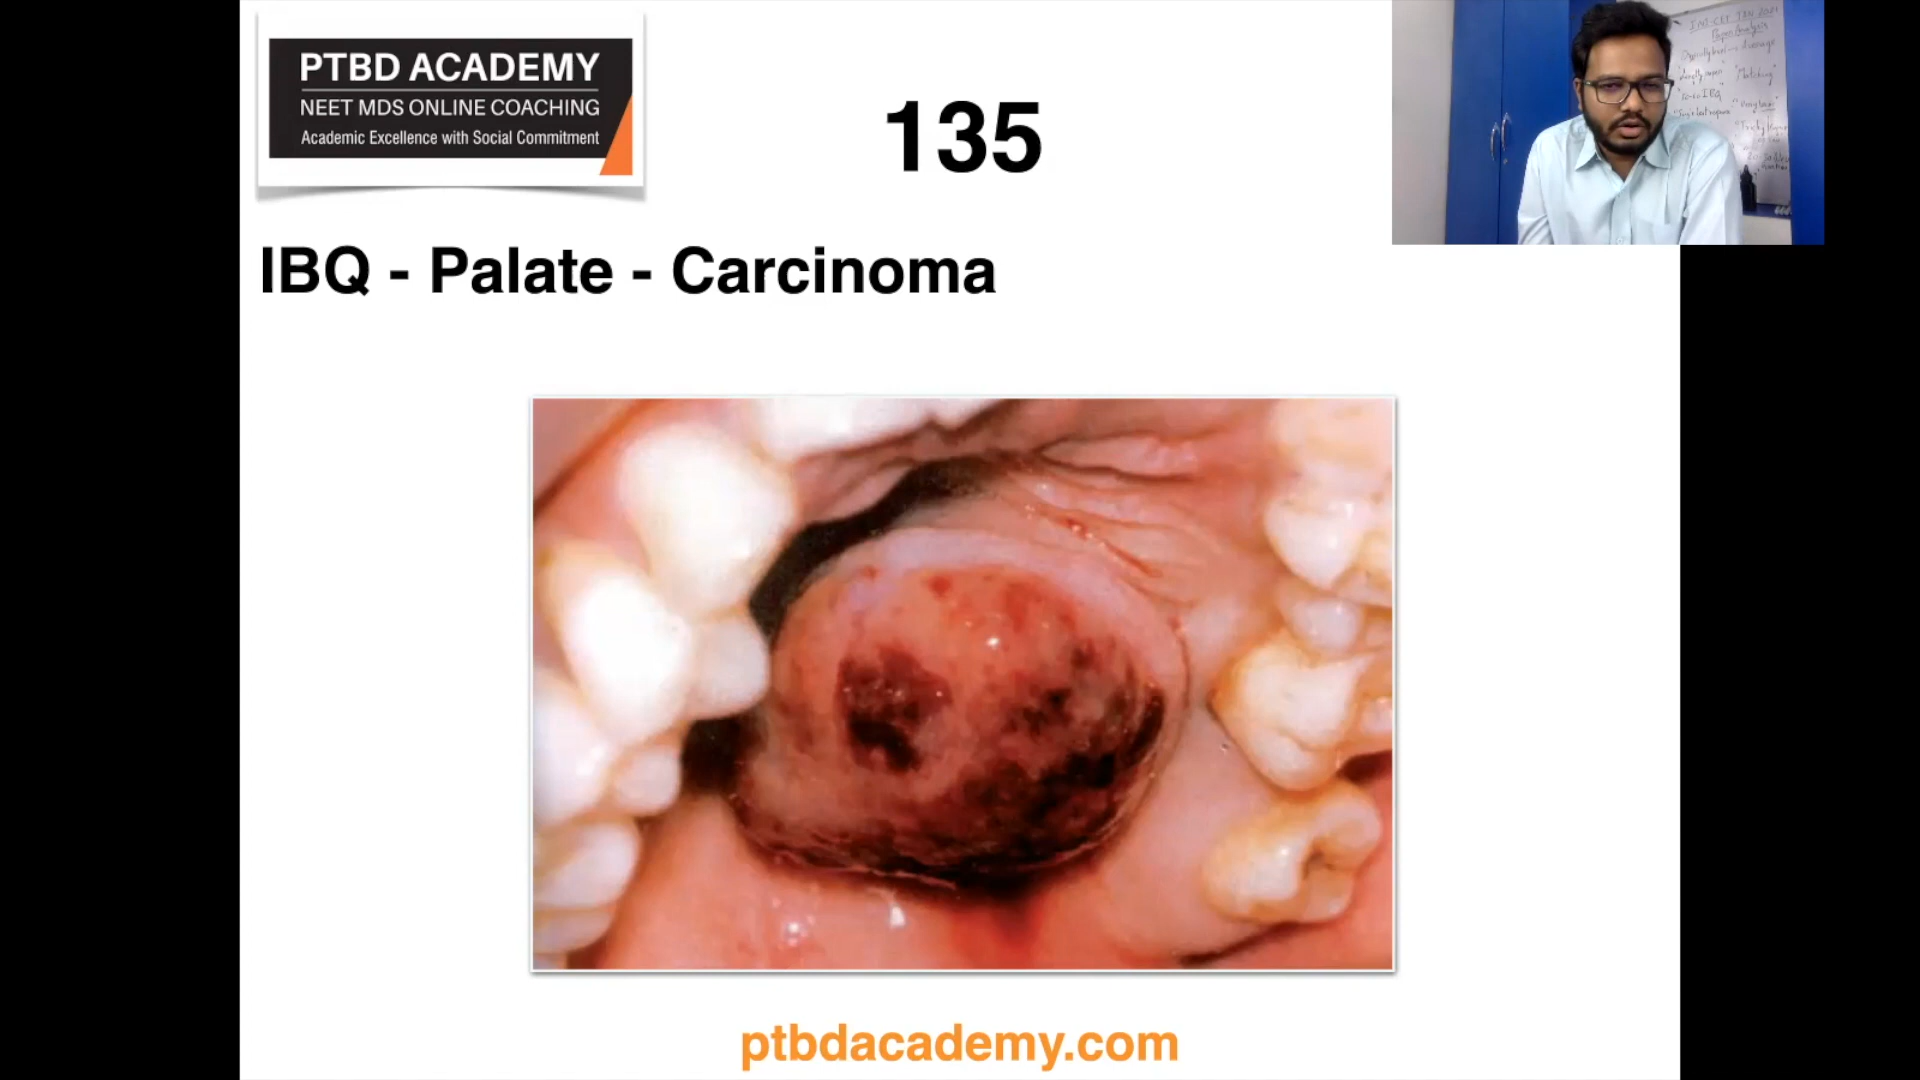 PTBD ACADEMY
NEET MDS ONLINE COACHING
Academic Excellence with Social Commitment
135
IBQ - Palate - Carcinoma
ptbdacademy.com